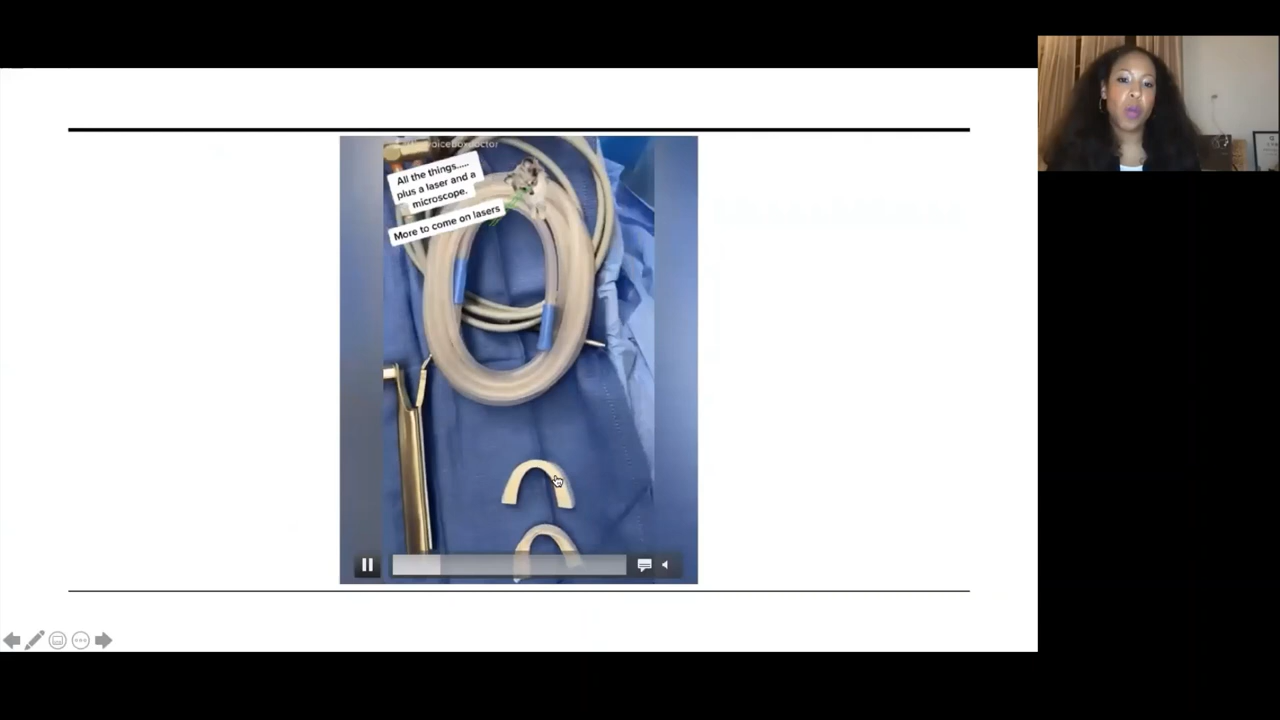 All the things.....
plus a laser and a
microscope.
More to come on lasers